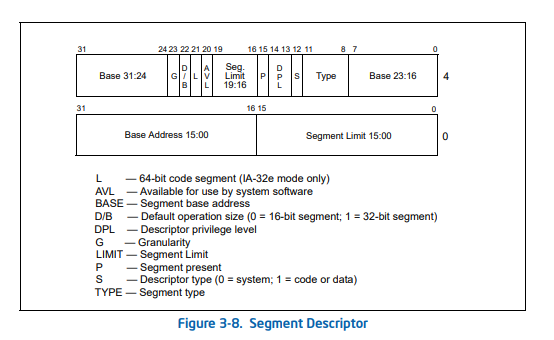 31 24 23 22 21 20 19 16 15 14 13 12 11 8 7 0
Base 31:24 G D/B L AVL Seg. Limit 19:16 P DPL S Type Base 23:16 4
31 16 15 0
Base Address 15:00 Segment Limit 15:00 0
L — 64-bit code segment (IA-32e mode only)
AVL — Available for use by system software
BASE — Segment base address
D/B — Default operation size (0 = 16-bit segment; 1 = 32-bit segment)
DPL — Descriptor privilege level
G — Granularity
LIMIT — Segment Limit
P — Segment present
S — Descriptor type (0 = system; 1 = code or data)
TYPE — Segment type
Figure 3-8. Segment Descriptor